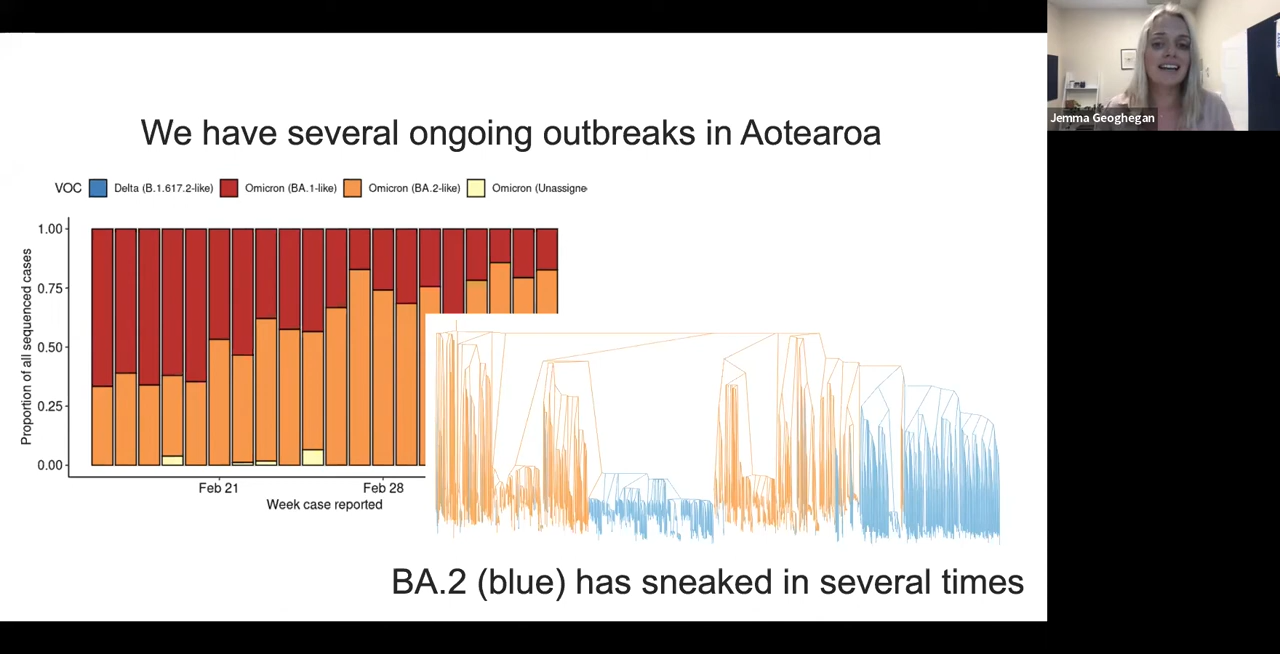 Jemma Geoghegan
We have several ongoing outbreaks in Aotearoa
VOC Delta (B.1.617.2-like) Omicron (BA.1-like) Omicron (BA.2-like) Omicron (Unassigne
Proportion of all sequenced cases
1.00
0.75
0.50
0.25
0.00
Feb 21 Feb 28
Week case reported
BA.2 (blue) has sneaked in several times